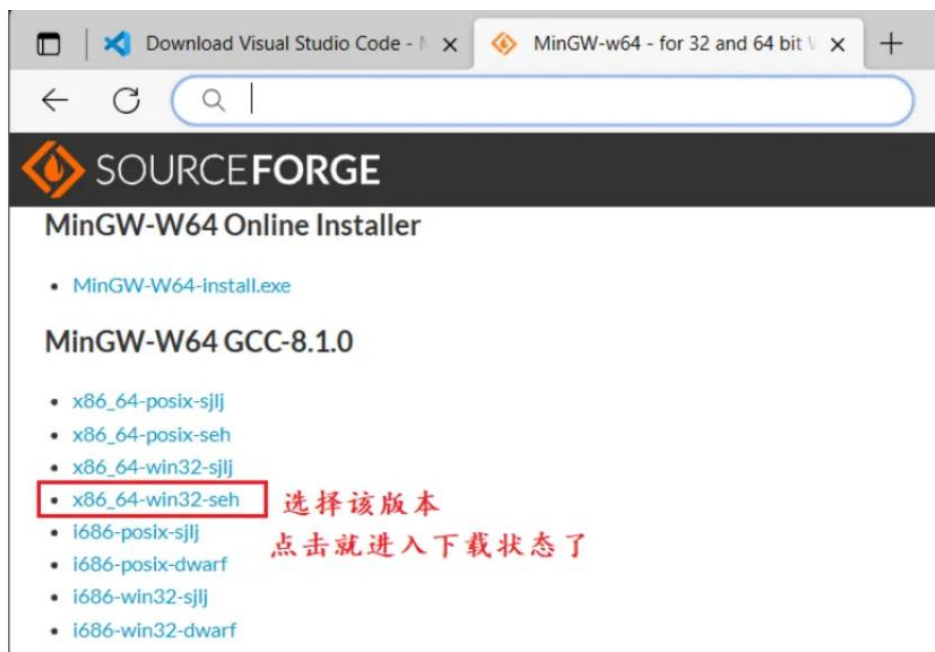 Download Visual Studio Code -
MinGW-w64 - for 32 and 64 bit
SOURCEFORGE
MinGW-W64 Online Installer
MinGW-W64-install.exe
MinGW-W64 GCC-8.1.0
x86_64-posix-sjlj
x86_64-posix-seh
x86_64-win32-sjlj
x86_64-win32-seh
选择该版本
i686-posix-sjlj
点击就进入下载状态了
i686-posix-dwarf
i686-win32-sjlj
i686-win32-dwarf